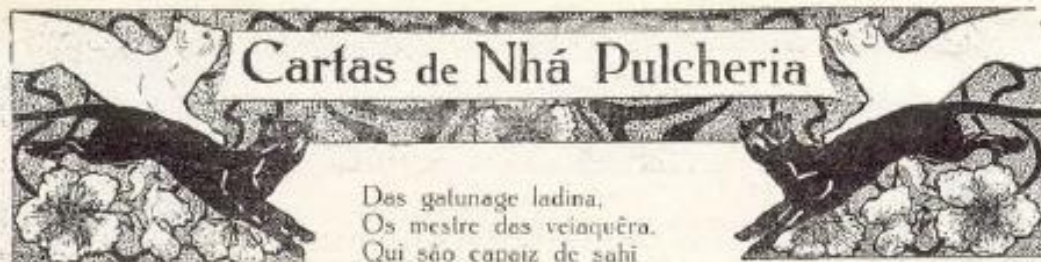 Cartas de Nhá Pulcheria
Das gatunage ladina,
Os mestre das veiaquêra.
Qui são capaiz de sahi